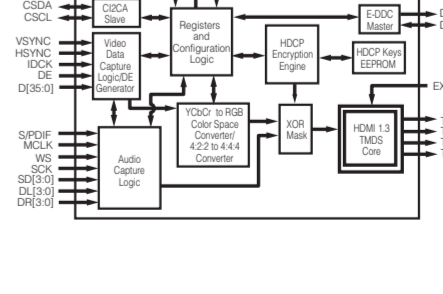 CSDA
CSCL
CI2CA
Slave
Registers
and
Configuration
Logic
E-DDC
Master
VSYNC
HSYNC
IDCK
DE
D[35:0]
Video
Data
Capture
Logic/DE
Generator
HDCP
Encryption
Engine
HDCP Keys
EEPROM
EX
YCbCr to RGB
Color Space
Converter/
4:2:2 to 4:4:4
Converter
XOR
Mask
HDMI 1.3
TMDS
Core
S/PDIF
MCLK
WS
SCK
SD[3:0]
DL[3:0]
DR[3:0]
Audio
Capture
Logic